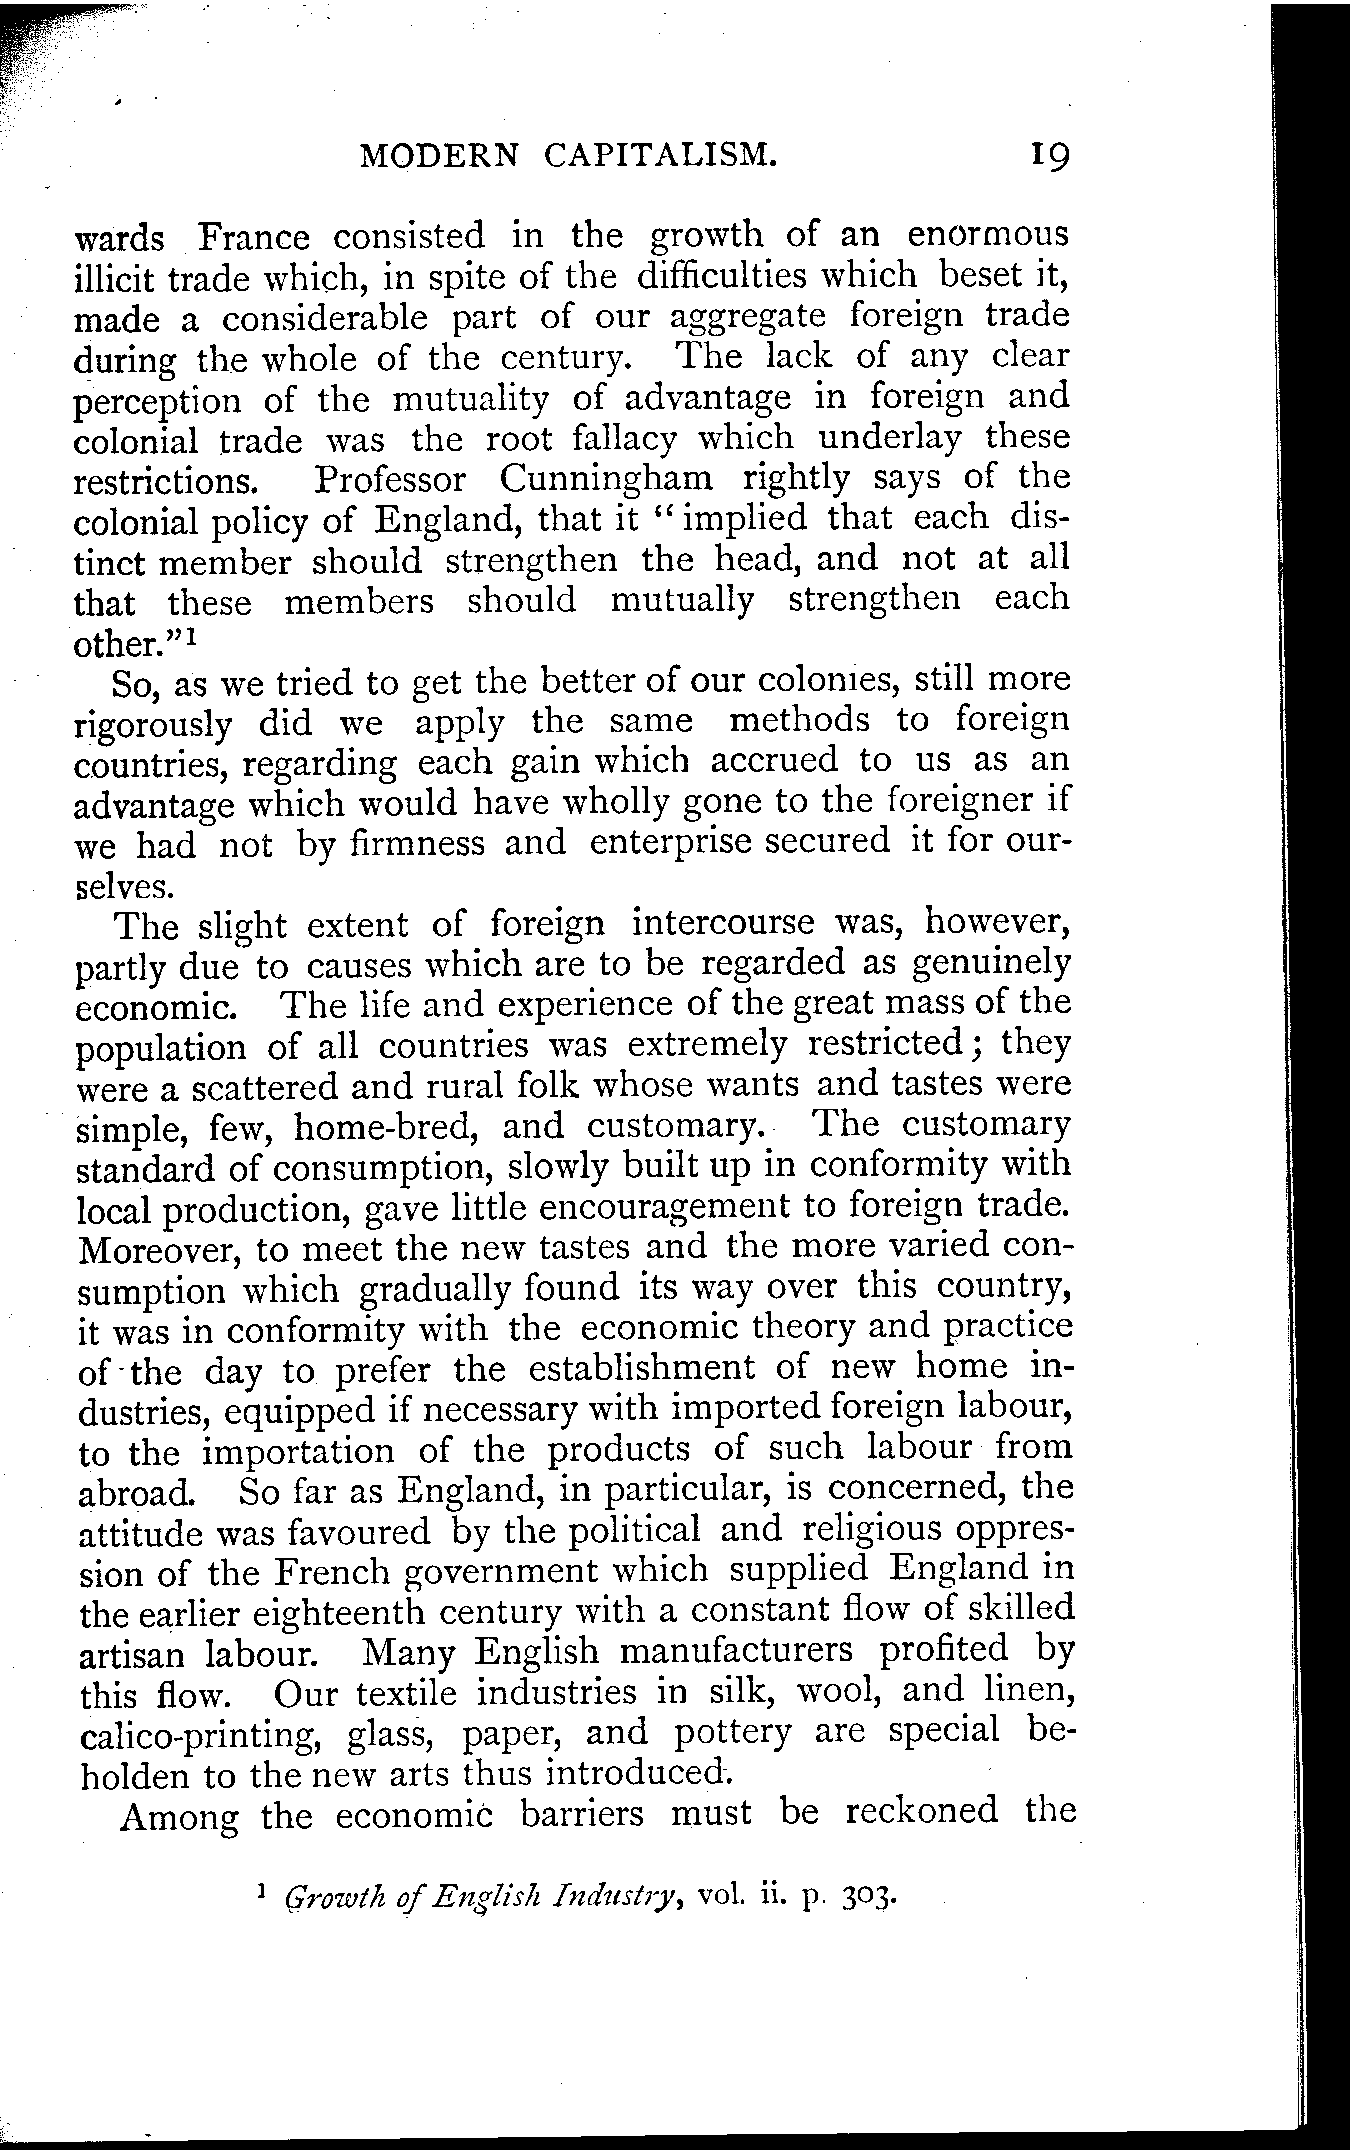 MODERN CAPITALISM. 19
wards France consisted in the growth of an enormous
illicit trade which, in spite of the difficulties which beset it,
made a considerable part of our aggregate foreign trade
during the whole of the century. The lack of any clear
perception of the mutuality of advantage in foreign and
colonial trade was the root fallacy which underlay these
restrictions. Professor Cunningham rightly says of the
colonial policy of England, that it “implied that each dis-
tinct member should strengthen the head, and not at all
that these members should mutually strengthen each
other.”¹
So, as we tried to get the better of our colonies, still more
rigorously did we apply the same methods to foreign
countries, regarding each gain which accrued to us as an
advantage which would have wholly gone to the foreigner if
we had not by firmness and enterprise secured it for our-
selves.
The slight extent of foreign intercourse was, however,
partly due to causes which are to be regarded as genuinely
economic. The life and experience of the great mass of the
population of all countries was extremely restricted; they
were a scattered and rural folk whose wants and tastes were
simple, few, home-bred, and customary. The customary
standard of consumption, slowly built up in conformity with
local production, gave little encouragement to foreign trade.
Moreover, to meet the new tastes and the more varied con-
sumption which gradually found its way over this country,
it was in conformity with the economic theory and practice
of the day to prefer the establishment of new home in-
dustries, equipped if necessary with imported foreign labour,
to the importation of the products of such labour from
abroad. So far as England, in particular, is concerned, the
attitude was favoured by the political and religious oppres-
sion of the French government which supplied England in
the earlier eighteenth century with a constant flow of skilled
artisan labour. Many English manufacturers profited by
this flow. Our textile industries in silk, wool, and linen,
calico-printing, glass, paper, and pottery are special be-
holden to the new arts thus introduced.
Among the economic barriers must be reckoned the
¹ Growth of English Industry, vol. ii. p. 303.